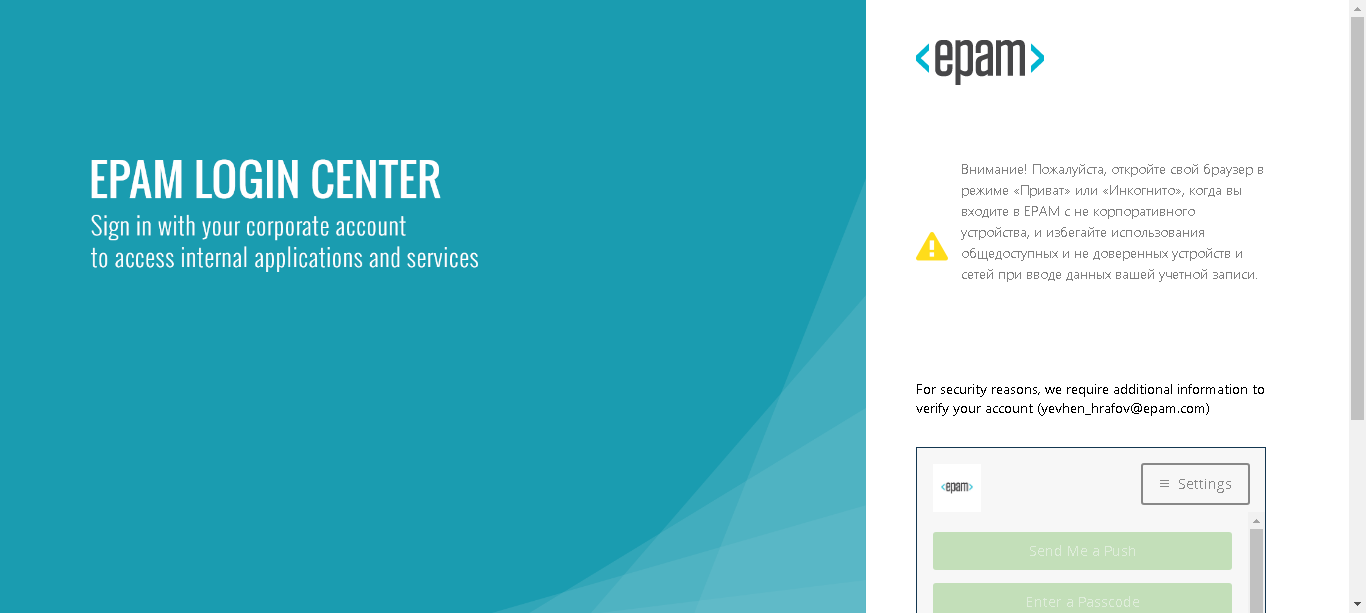 EPAM LOGIN CENTER
Sign in with your corporate account
to access internal applications and services
<epam>
Внимание! Пожалуйста, откройте свой браузер в
режиме «Приват» или «Инкогнито», когда вы
входите в EPAM с не корпоративного
устройства, и избегайте использования
общедоступных и не доверенных устройств и
сетей при вводе данных вашей учетной записи.
For security reasons, we require additional information to
verify your account (yevhen_hrafov@epam.com)
<epam>
Settings
Send Me a Push
Enter a Passcode